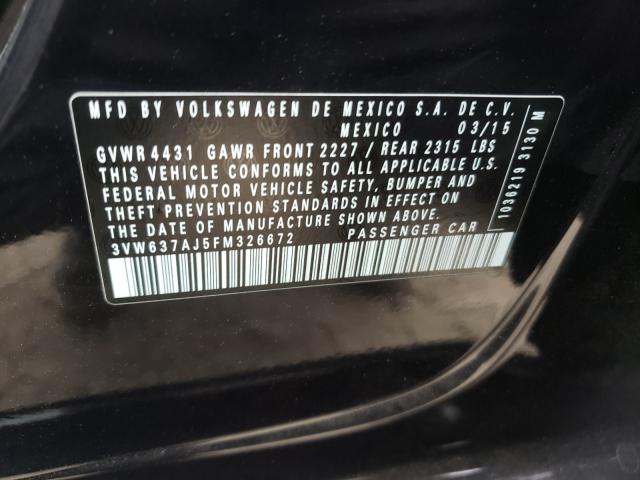 MFD BY VOLKSWAGEN DE MEXICO S.A. DE C.V.
MEXICO 03/15
GVWR 4431 GAWR FRONT 2227 / REAR 2315 LBS
THIS VEHICLE CONFORMS TO ALL APPLICABLE U.S.
FEDERAL MOTOR VEHICLE SAFETY, BUMPER AND
THEFT PREVENTION STANDARDS IN EFFECT ON
THE DATE OF MANUFACTURE SHOWN ABOVE.
3VW637AJ5FM326672 PASSENGER CAR
1036219 3130 M